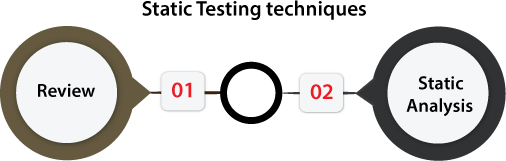 Static Testing techniques
Review
01
02
Static
Analysis